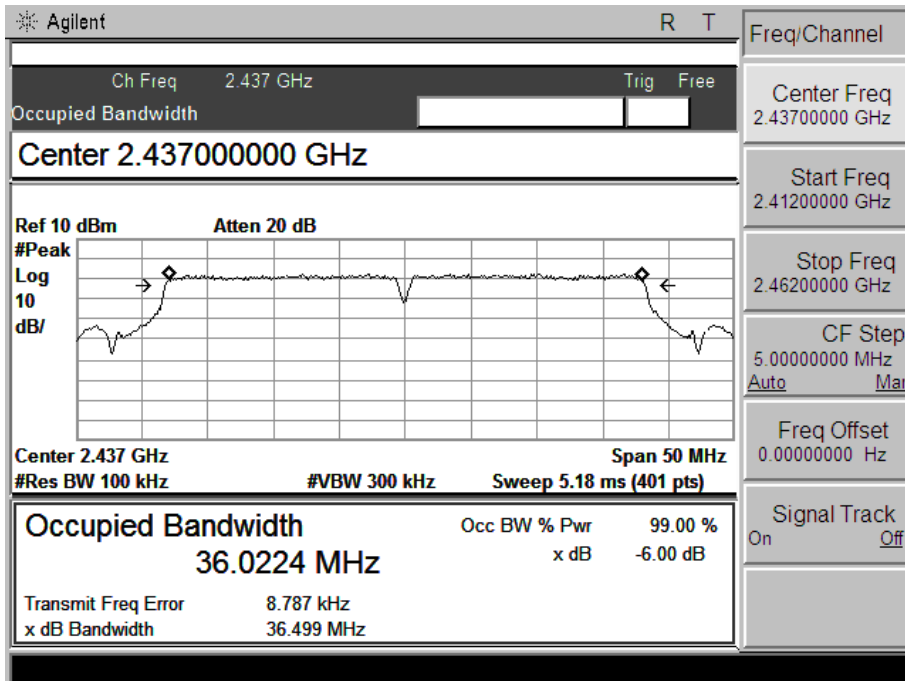 Agilent R T
Ch Freq 2.437 GHz Trig Free
Occupied Bandwidth
Center 2.437000000 GHz
Ref 10 dBm Atten 20 dB
#Peak
Log
10
dB/
Center 2.437 GHz Span 50 MHz
#Res BW 100 kHz #VBW 300 kHz Sweep 5.18 ms (401 pts)
Occupied Bandwidth Occ BW % Pwr 99.00 %
36.0224 MHz x dB -6.00 dB
Transmit Freq Error 8.787 kHz
x dB Bandwidth 36.499 MHz
Freq/Channel
Center Freq
2.43700000 GHz
Start Freq
2.41200000 GHz
Stop Freq
2.46200000 GHz
CF Step
5.00000000 MHz
Auto Mar
Freq Offset
0.00000000 Hz
Signal Track
On Off